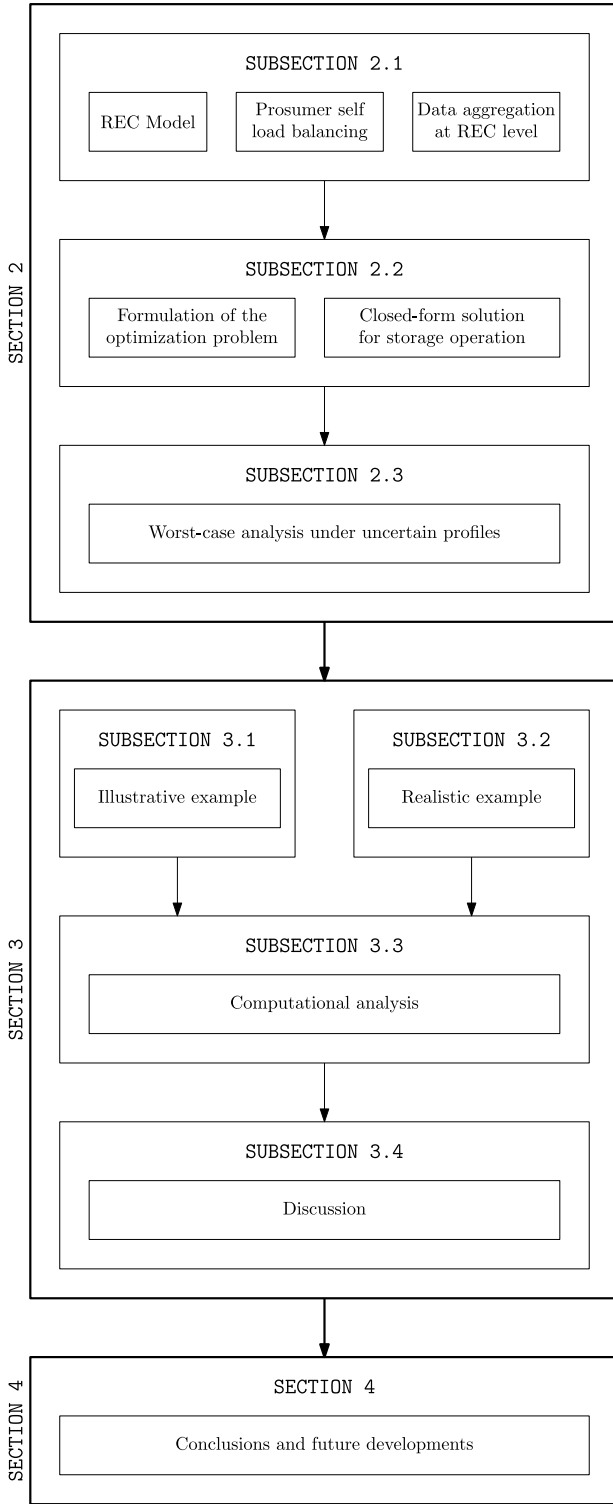 SECTION 2
SUBSECTION 2.1
REC Model
Prosumer self
load balancing
Data aggregation
at REC level
SUBSECTION 2.2
Formulation of the
optimization problem
Closed-form solution
for storage operation
SUBSECTION 2.3
Worst-case analysis under uncertain profiles
SECTION 3
SUBSECTION 3.1
Illustrative example
SUBSECTION 3.2
Realistic example
SUBSECTION 3.3
Computational analysis
SUBSECTION 3.4
Discussion
SECTION 4
SECTION 4
Conclusions and future developments